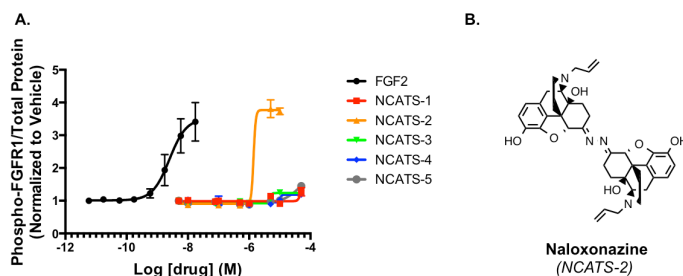 A.
Phospho-FGFR1/Total Protein
(Normalized to Vehicle)
5
4
3
2
1
0
-12
-10
-8
-6
-4
Log [drug] (M)
FGF2
NCATS-1
NCATS-2
NCATS-3
NCATS-4
NCATS-5
B.
N
OH
HO
O
N
N
O
OH
HO
N
Naloxonazine
(NCATS-2)